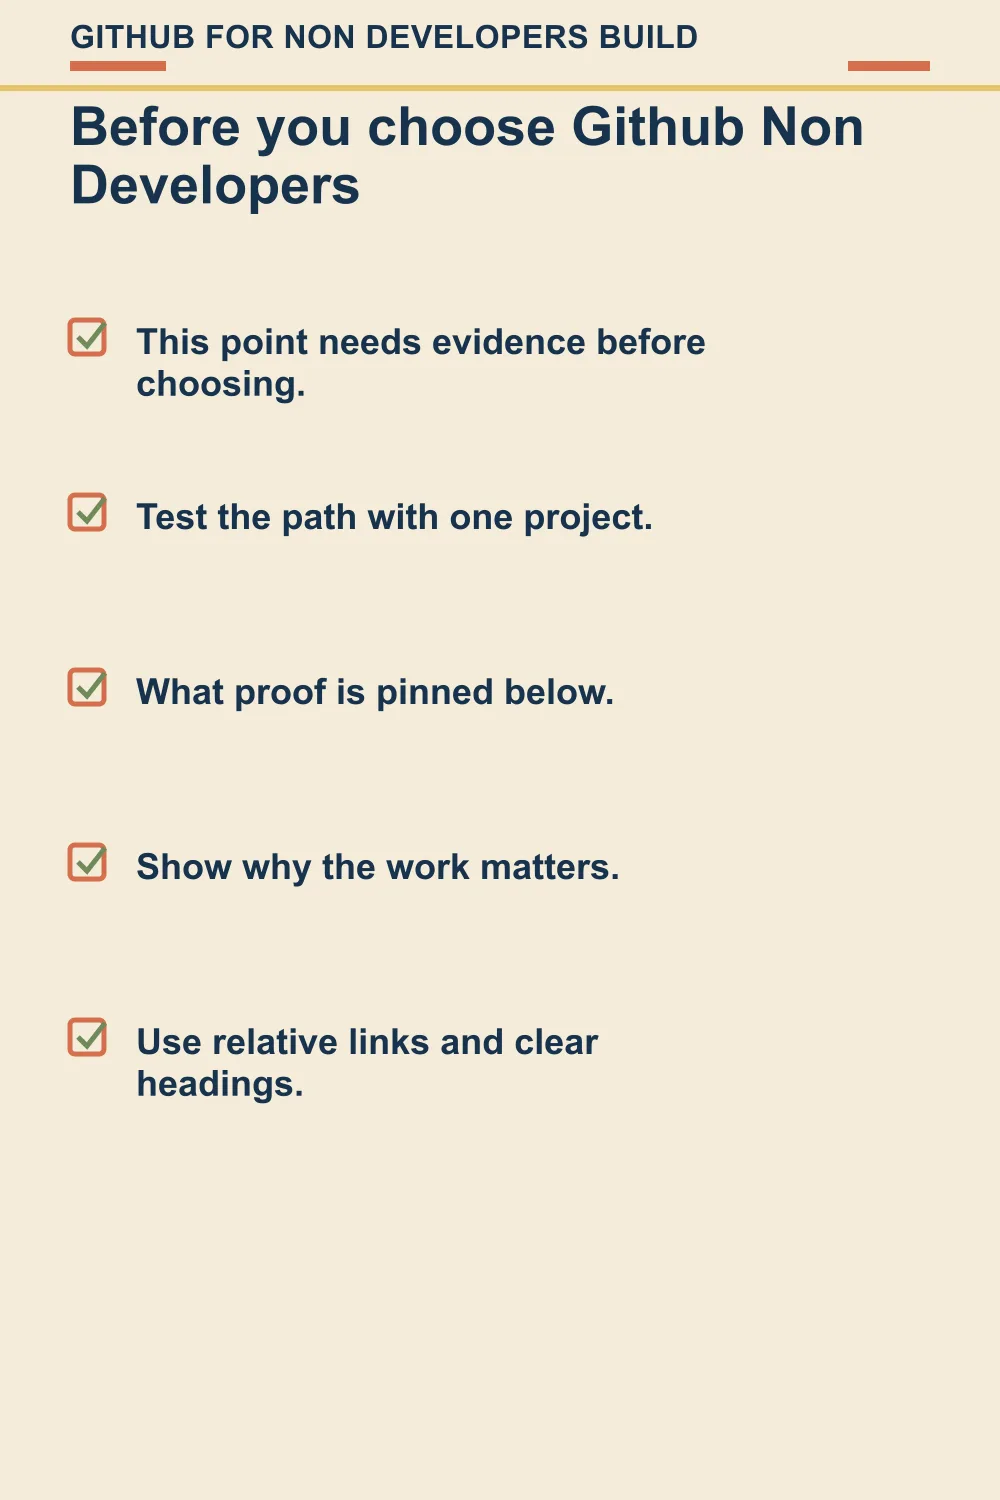 GITHUB FOR NON DEVELOPERS BUILD
Before you choose Github Non
Developers
This point needs evidence before
choosing.
Test the path with one project.
What proof is pinned below.
Show why the work matters.
Use relative links and clear
headings.